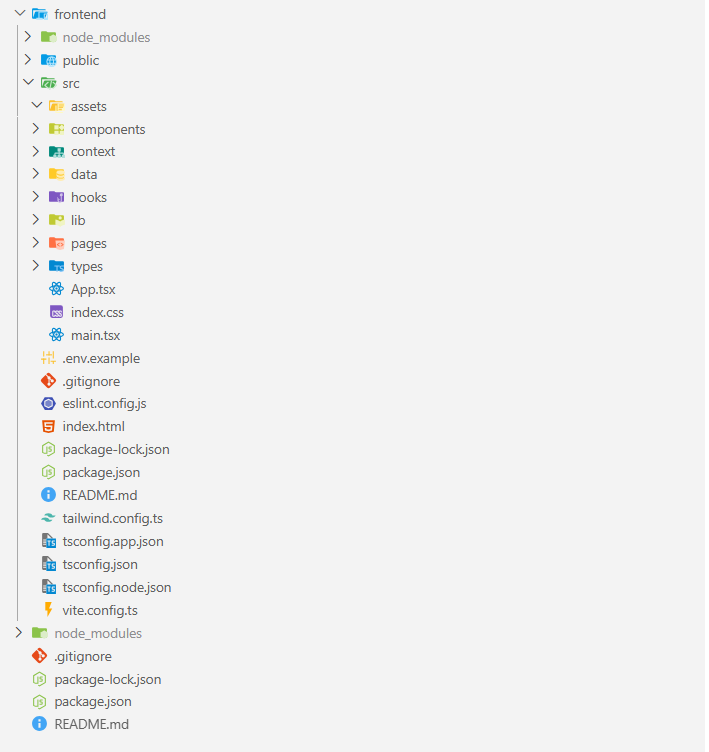 frontend
node_modules
public
src
assets
components
context
data
hooks
lib
pages
types
App.tsx
index.css
main.tsx
.env.example
.gitignore
eslint.config.js
index.html
package-lock.json
package.json
README.md
tailwind.config.ts
tsconfig.app.json
tsconfig.json
tsconfig.node.json
vite.config.ts
node_modules
.gitignore
package-lock.json
package.json
README.md